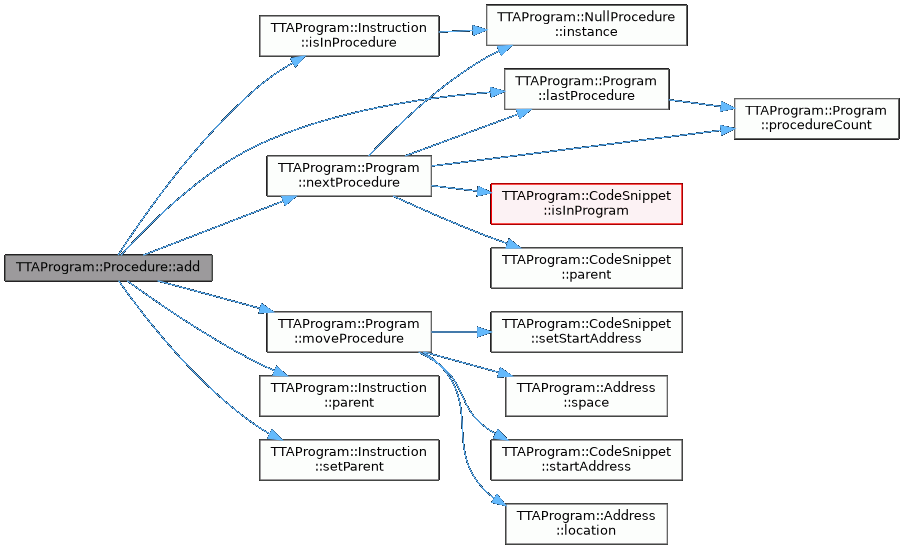 TTAProgram::Procedure::add
TTAProgram::Instruction
::isInProcedure
TTAProgram::NullProcedure
::instance
TTAProgram::Program
::lastProcedure
TTAProgram::Program
::procedureCount
TTAProgram::Program
::nextProcedure
TTAProgram::CodeSnippet
::isInProgram
TTAProgram::CodeSnippet
::parent
TTAProgram::Program
::moveProcedure
TTAProgram::CodeSnippet
::setStartAddress
TTAProgram::Address
::space
TTAProgram::CodeSnippet
::startAddress
TTAProgram::Address
::location
TTAProgram::Instruction
::parent
TTAProgram::Instruction
::setParent